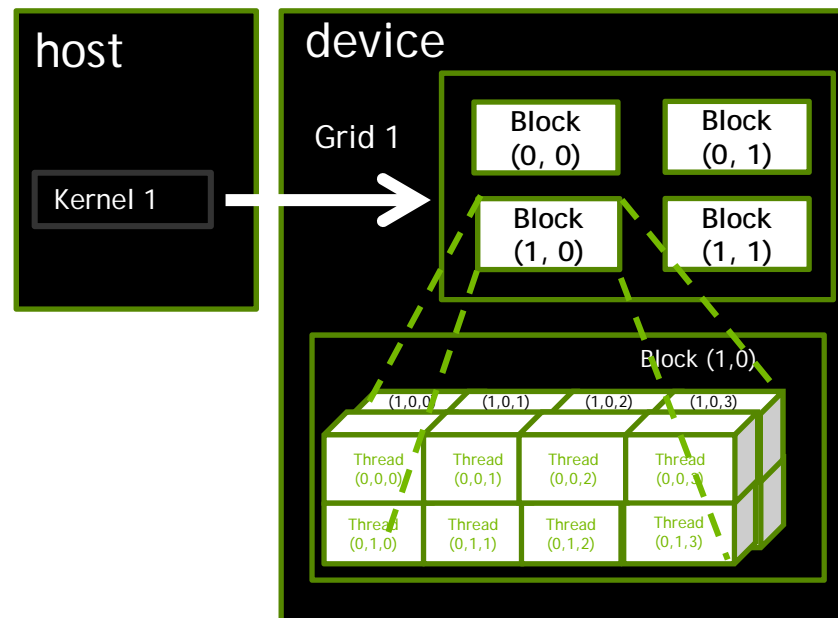 host
device
Grid 1
Kernel 1
Block
(0, 0)
Block
(0, 1)
Block
(1, 0)
Block
(1, 1)
Block (1,0)
(1,0,0)
(1,0,1)
(1,0,2)
(1,0,3)
Thread
(0,0,0)
Thread
(0,0,1)
Thread
(0,0,2)
Thread
(0,0,3)
Thread
(0,1,0)
Thread
(0,1,1)
Thread
(0,1,2)
Thread
(0,1,3)